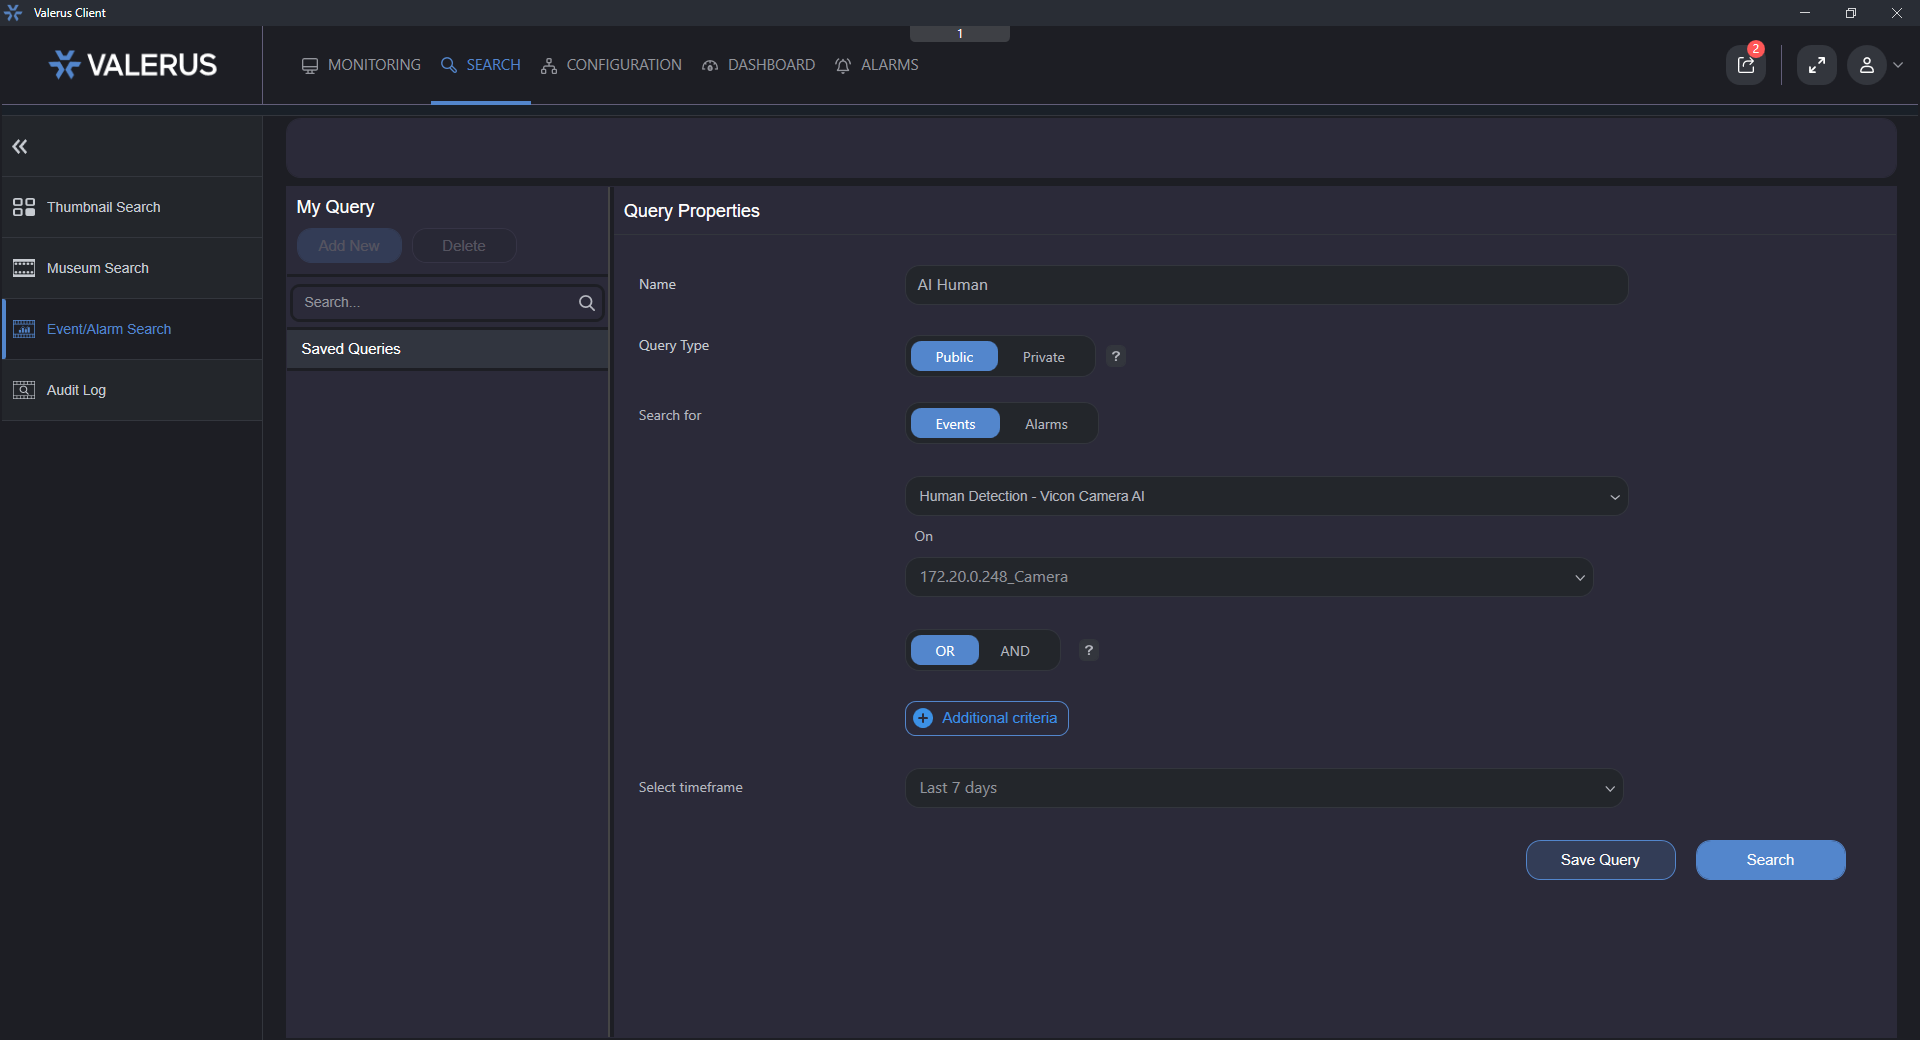 Valerus Client
1
VALERUS
MONITORING
SEARCH
CONFIGURATION
DASHBOARD
ALARMS
2
Thumbnail Search
Museum Search
Event/Alarm Search
Audit Log
My Query
Add New
Delete
Search...
Saved Queries
Query Properties
Name
AI Human
Query Type
Public
Private
?
Search for
Events
Alarms
Human Detection - Vicon Camera AI
On
172.20.0.248_Camera
OR
AND
?
Additional criteria
Select timeframe
Last 7 days
Save Query
Search